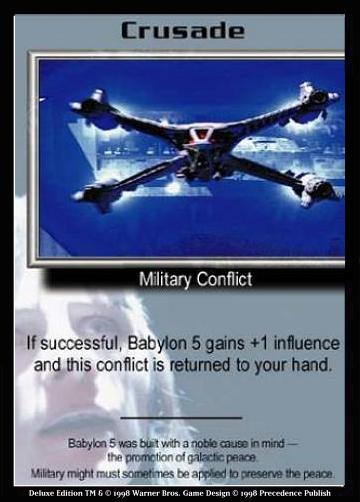 Crusade
Military Conflict
If successful, Babylon 5 gains +1 influence
and this conflict is returned to your hand.
Babylon 5 was built with a noble cause in mind —
the promotion of galactic peace.
Military might must sometimes be applied to preserve the peace.
Deluxe Edition TM & © 1998 Warner Bros. Game Design © 1998 Precedence Publish